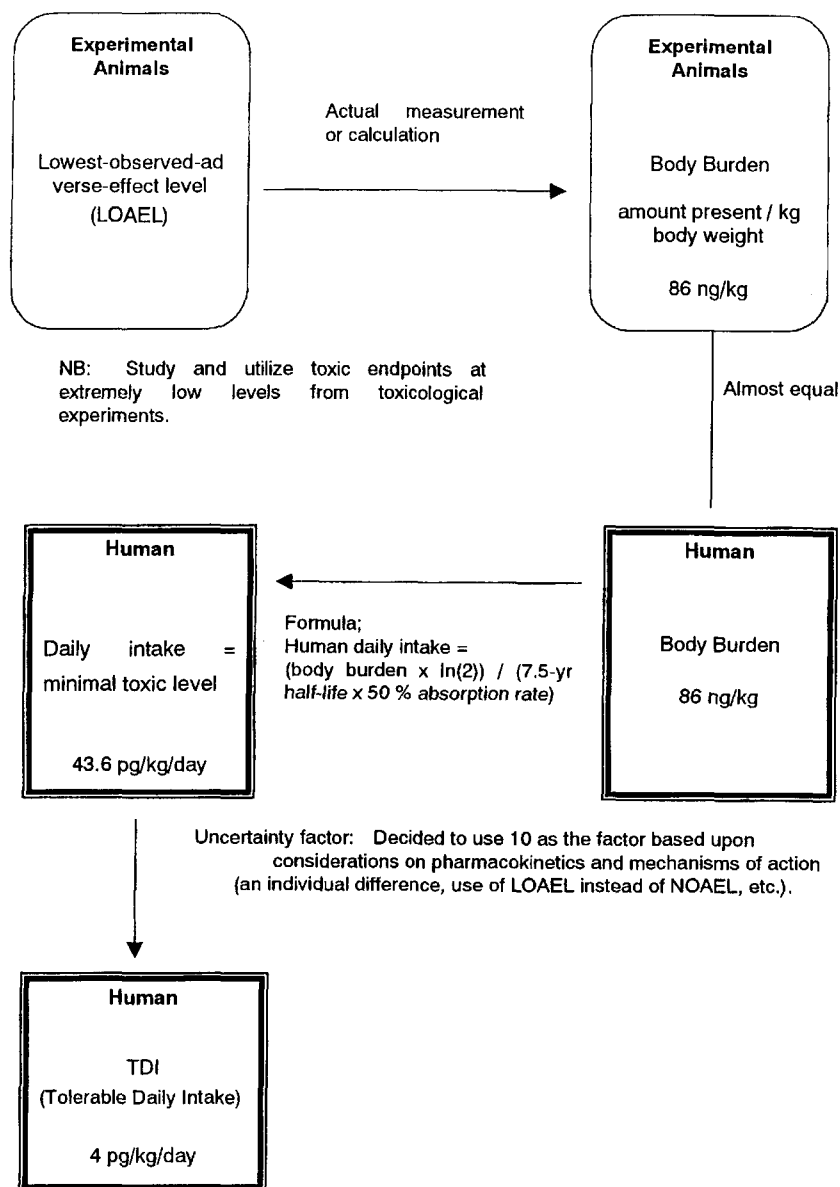 Experimental
Animals
Lowest-observed-ad
verse-effect level
(LOAEL)
Actual measurement
or calculation
Experimental
Animals
Body Burden
amount present / kg
body weight
86 ng/kg
NB: Study and utilize toxic endpoints at
extremely low levels from toxicological
experiments.
Almost equal
Human
Daily intake =
minimal toxic level
43.6 pg/kg/day
Formula;
Human daily intake =
(body burden x ln(2)) / (7.5-yr
half-life x 50 % absorption rate)
Human
Body Burden
86 ng/kg
Uncertainty factor: Decided to use 10 as the factor based upon
considerations on pharmacokinetics and mechanisms of action
(an individual difference, use of LOAEL instead of NOAEL, etc.).
Human
TDI
(Tolerable Daily Intake)
4 pg/kg/day